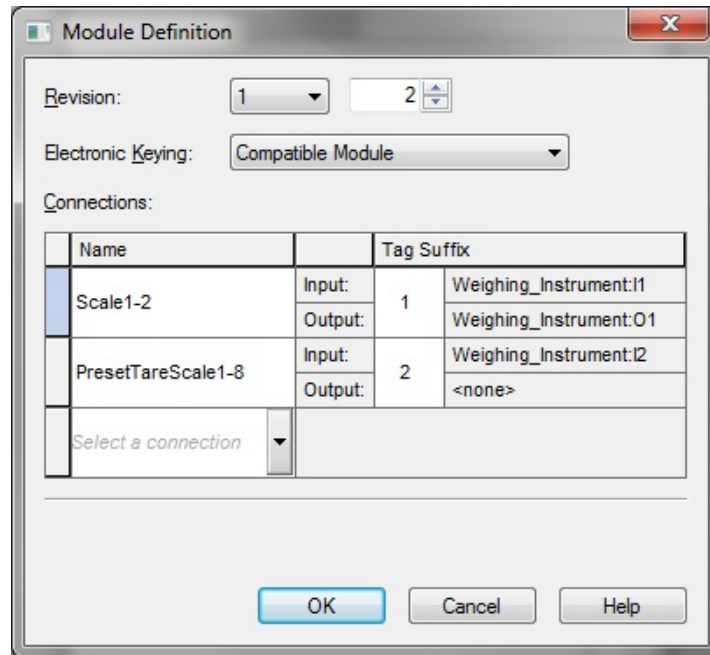 Module Definition
Revision: 1 2
Electronic Keying: Compatible Module
Connections:
Name Tag Suffix
Scale1-2 Input: 1 Weighing_Instrument:I1
Output: Weighing_Instrument:O1
PresetTareScale1-8 Input: 2 Weighing_Instrument:I2
Output: <none>
Select a connection
OK Cancel Help